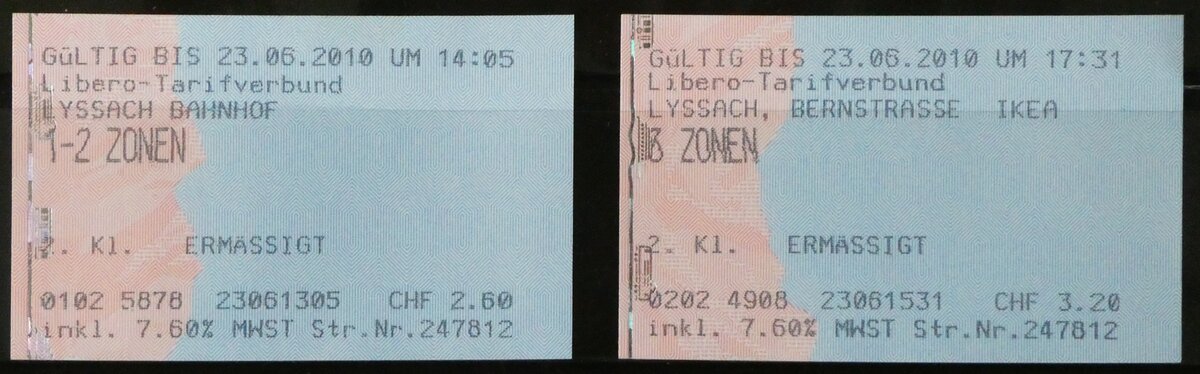 GüLTIG BIS 23.06.2010 UM 14:05
Libero-Tarifverbund
LYSSACH BAHNHOF
1-2 ZONEN
2. Kl. ERMÄSSIGT
0102 5878 23061305 CHF 2.60
inkl. 7.60% MWST Str.Nr.247812
GüLTIG BIS 23.06.2010 UM 17:31
Libero-Tarifverbund
LYSSACH, BERNSTRASSE IKEA
3 ZONEN
2. Kl. ERMÄSSIGT
0202 4908 23061531 CHF 3.20
inkl. 7.60% MWST Str.Nr.247812